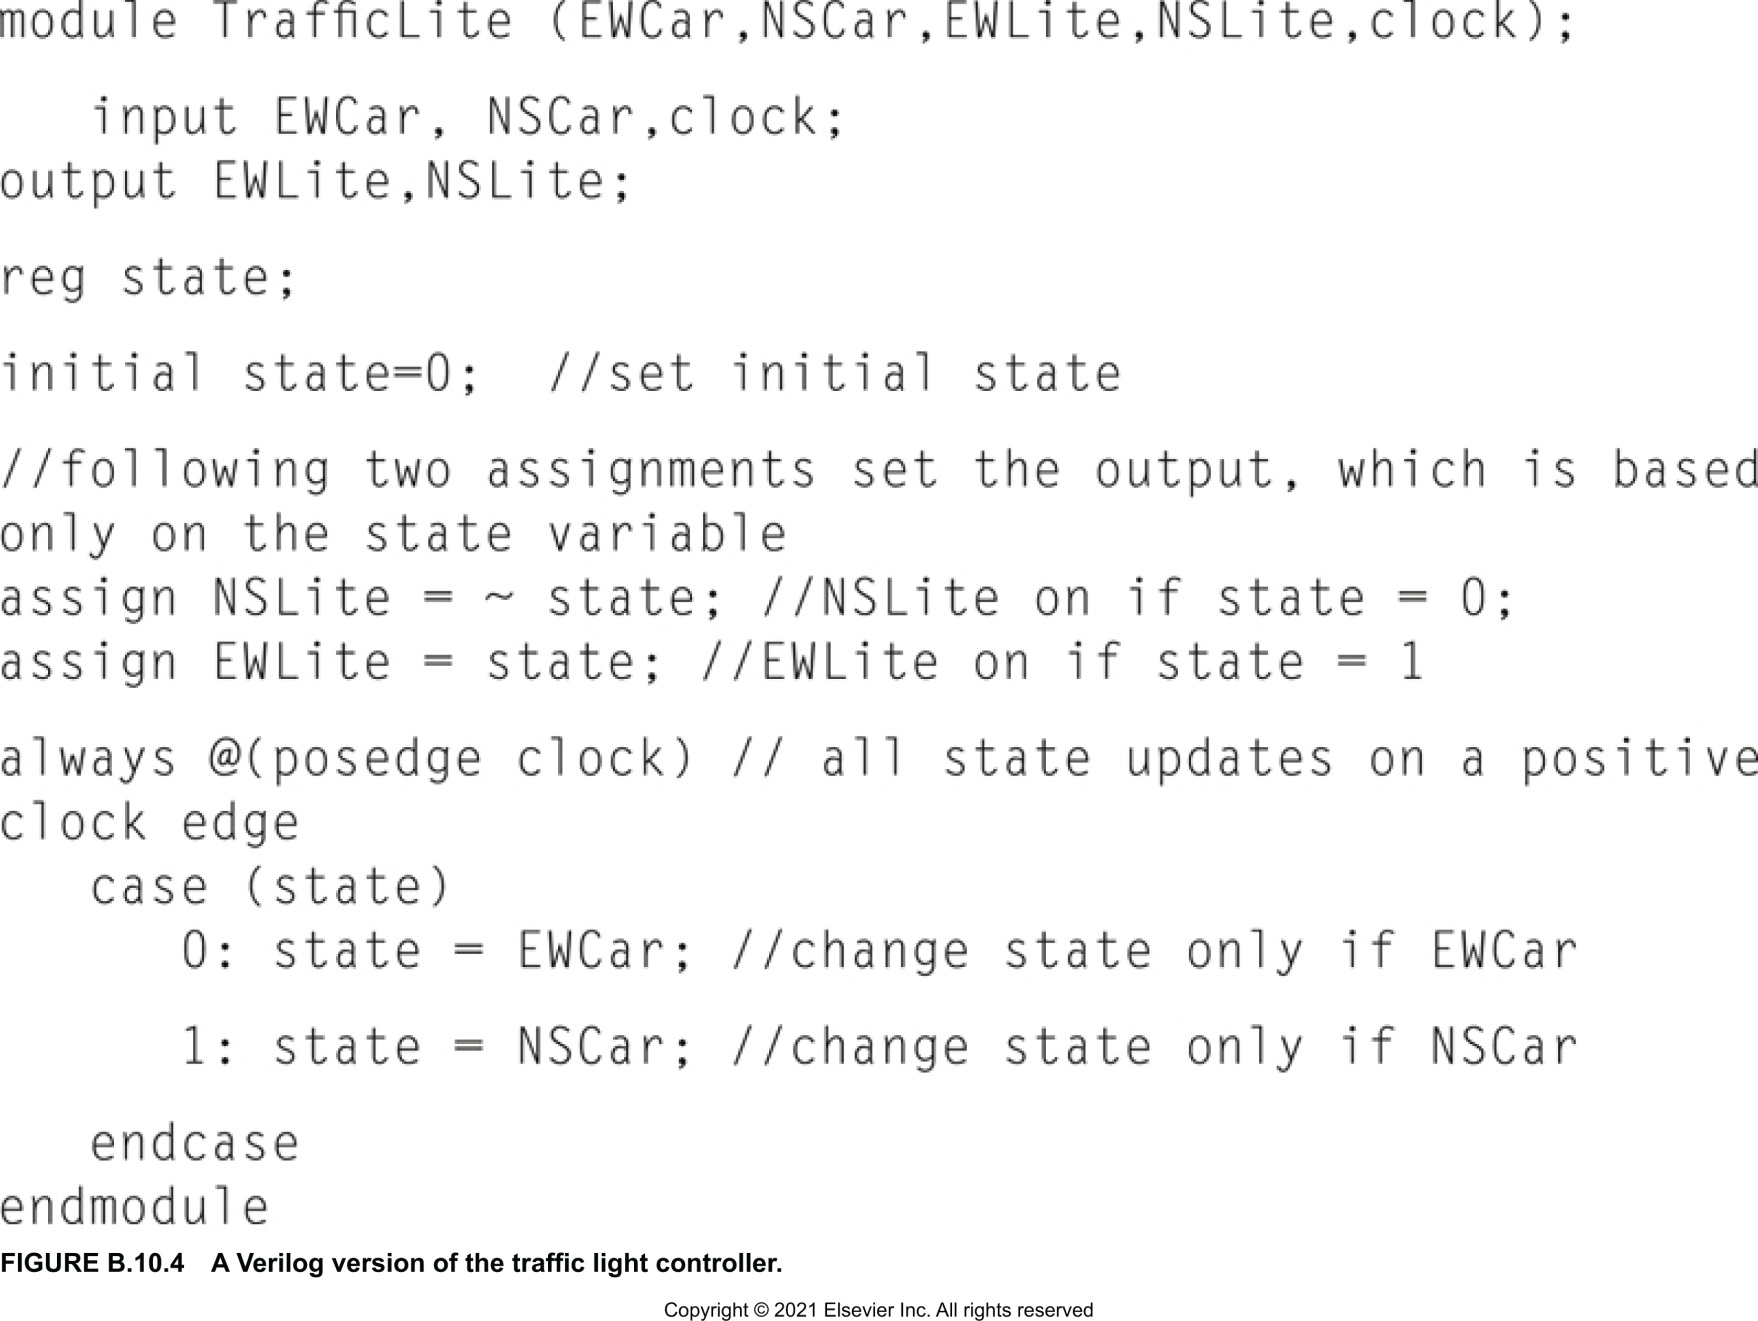 module TrafficLite (EWCar,NSCar,EWLite,NSLite,clock);
input EWCar, NSCar,clock;
output EWLite,NSLite;
reg state;
initial state=0; //set initial state
//following two assignments set the output, which is based
only on the state variable
assign NSLite = ~ state; //NSLite on if state = 0;
assign EWLite = state; //EWLite on if state = 1
always @(posedge clock) // all state updates on a positive
clock edge
case (state)
0: state = EWCar; //change state only if EWCar
1: state = NSCar; //change state only if NSCar
endcase
endmodule
FIGURE B.10.4 A Verilog version of the traffic light controller.
Copyright © 2021 Elsevier Inc. All rights reserved